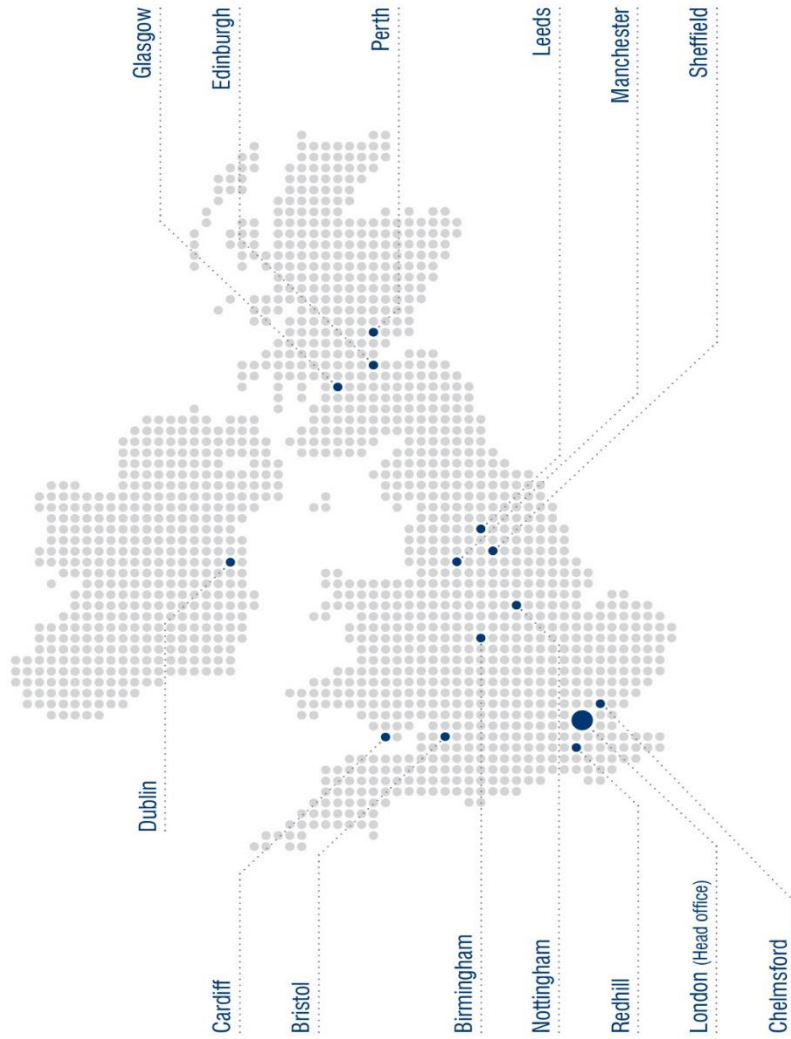 Glasgow
Edinburgh
Perth
Leeds
Manchester
Sheffield
Dublin
Cardiff
Bristol
Birmingham
Nottingham
Redhill
London (Head office)
Chelmsford